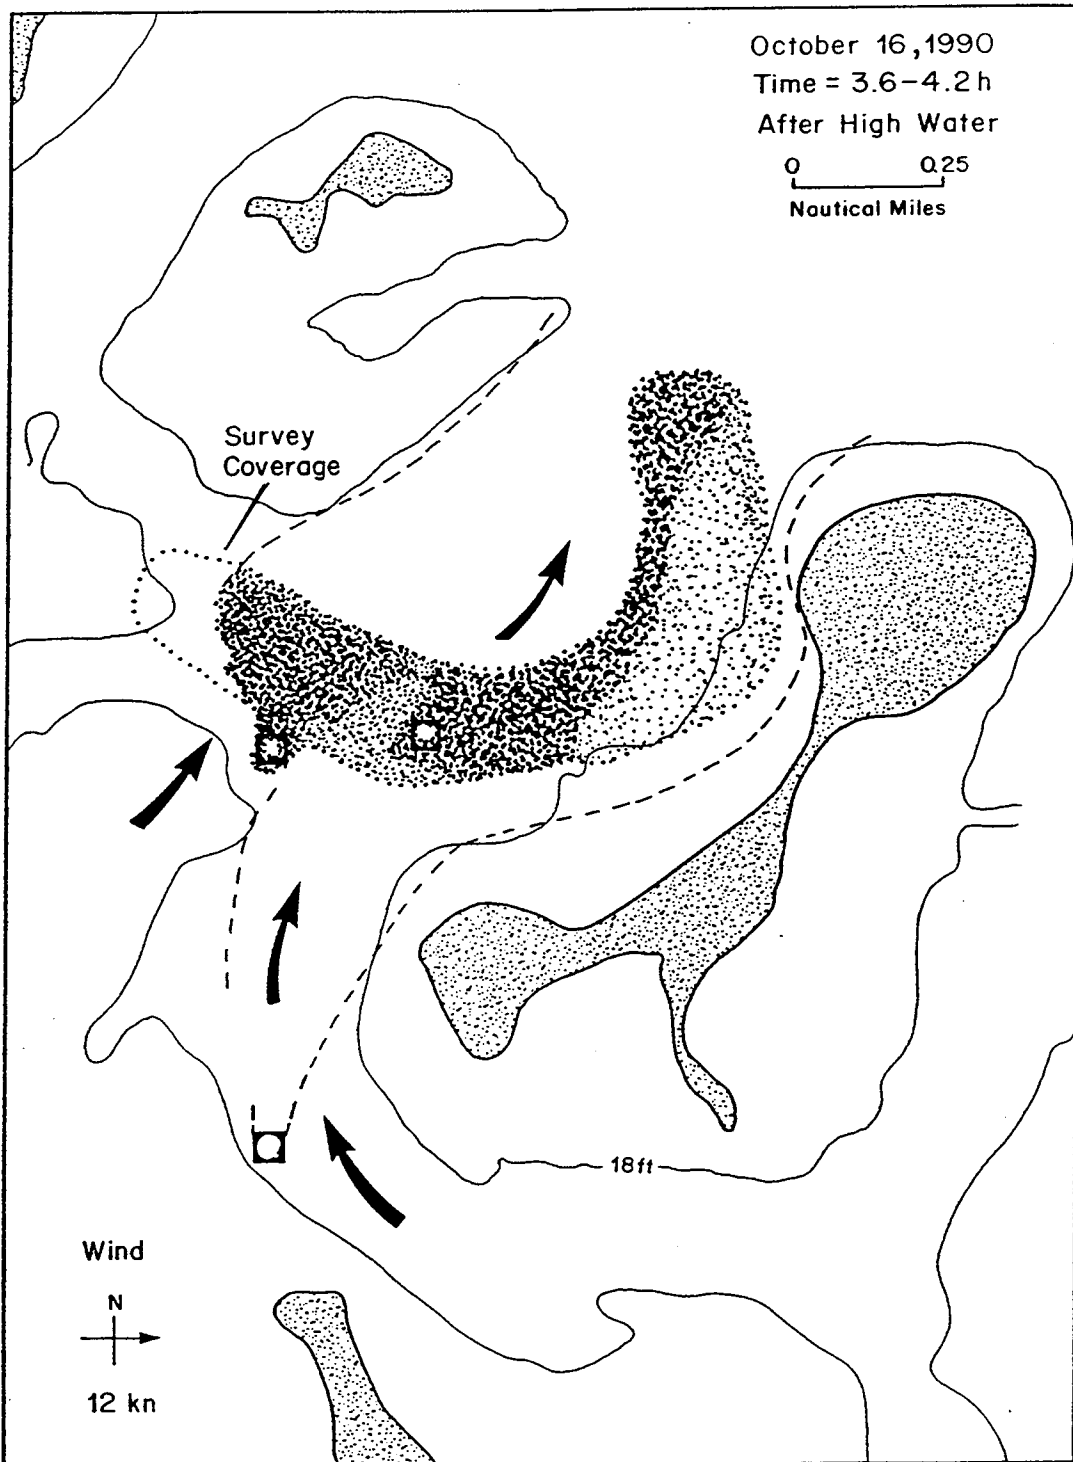 October 16,1990
Time = 3.6-4.2h
After High Water
0 0.25
Nautical Miles
Survey
Coverage
18ft
Wind
N
12 kn